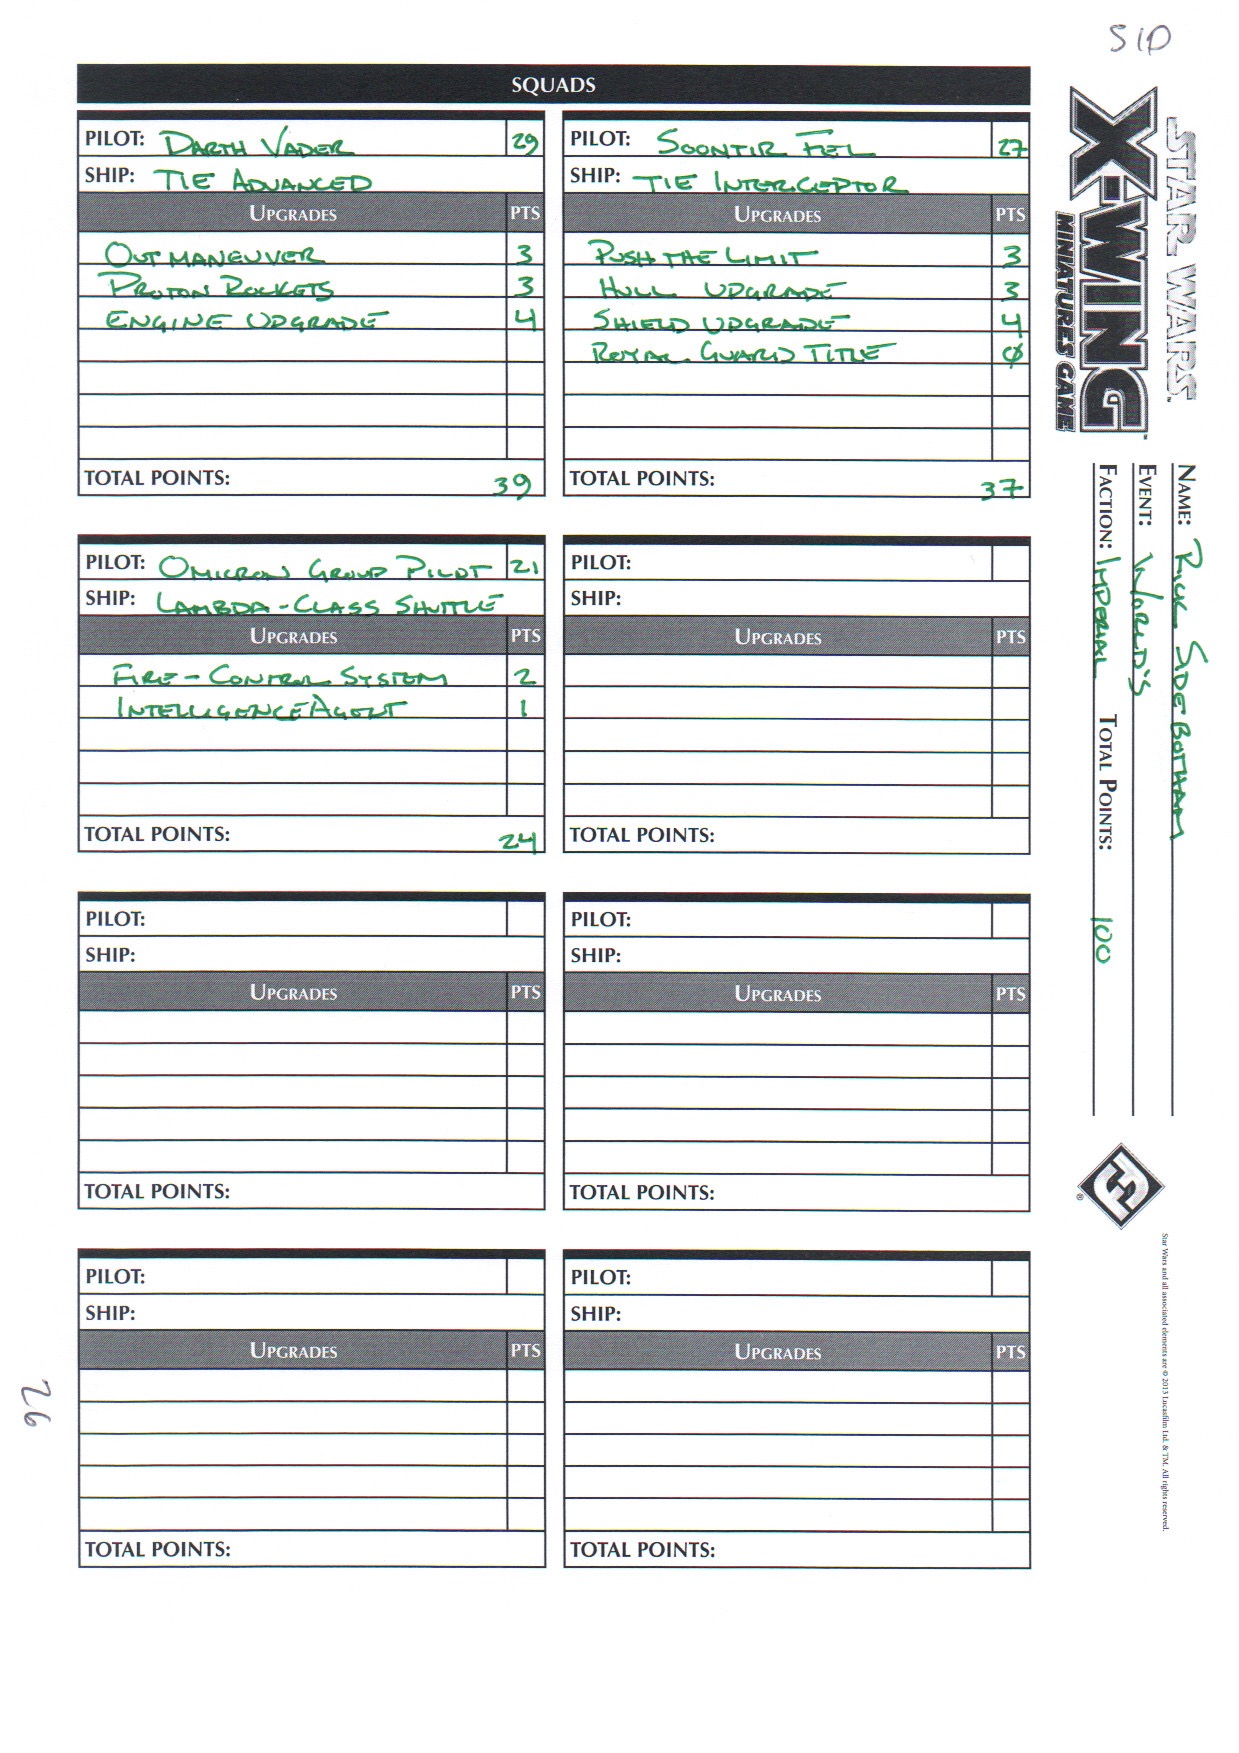 SID
SQUADS
PILOT: DARTH VADER 29
SHIP: TIE ADVANCED
UPGRADES PTS
OUTMANEUVER 3
PROTON ROCKETS 3
ENGINE UPGRADE 4
TOTAL POINTS: 39
PILOT: SOONTIR FEL 27
SHIP: TIE INTERCEPTOR
UPGRADES PTS
PUSH THE LIMIT 3
HULL UPGRADE 3
SHIELD UPGRADE 4
ROYAL GUARD TITLE 0
TOTAL POINTS: 37
PILOT: OMICRON GROUP PILOT 21
SHIP: LAMBDA-CLASS SHUTTLE
UPGRADES PTS
FIRE-CONTROL SYSTEM 2
INTELLIGENCE AGENT 1
TOTAL POINTS: 24
PILOT:
SHIP:
UPGRADES PTS
TOTAL POINTS:
PILOT:
SHIP:
UPGRADES PTS
TOTAL POINTS:
PILOT:
SHIP:
UPGRADES PTS
TOTAL POINTS:
PILOT:
SHIP:
UPGRADES PTS
TOTAL POINTS:
PILOT:
SHIP:
UPGRADES PTS
TOTAL POINTS:
STAR WARS™
X-WING™
MINIATURES GAME
NAME: RICK SIDEBOTHAM
EVENT: WORLD'S
FACTION: IMPERIAL TOTAL POINTS: 100
®
Star Wars and all associated elements are © 2013 Lucasfilm Ltd. & TM. All rights reserved.
26